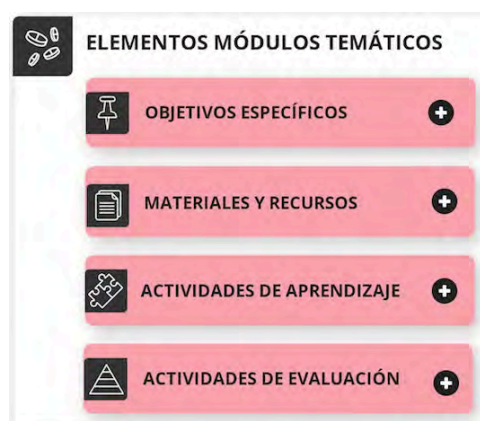 ELEMENTOS MÓDULOS TEMÁTICOS
OBJETIVOS ESPECÍFICOS
MATERIALES Y RECURSOS
ACTIVIDADES DE APRENDIZAJE
ACTIVIDADES DE EVALUACIÓN